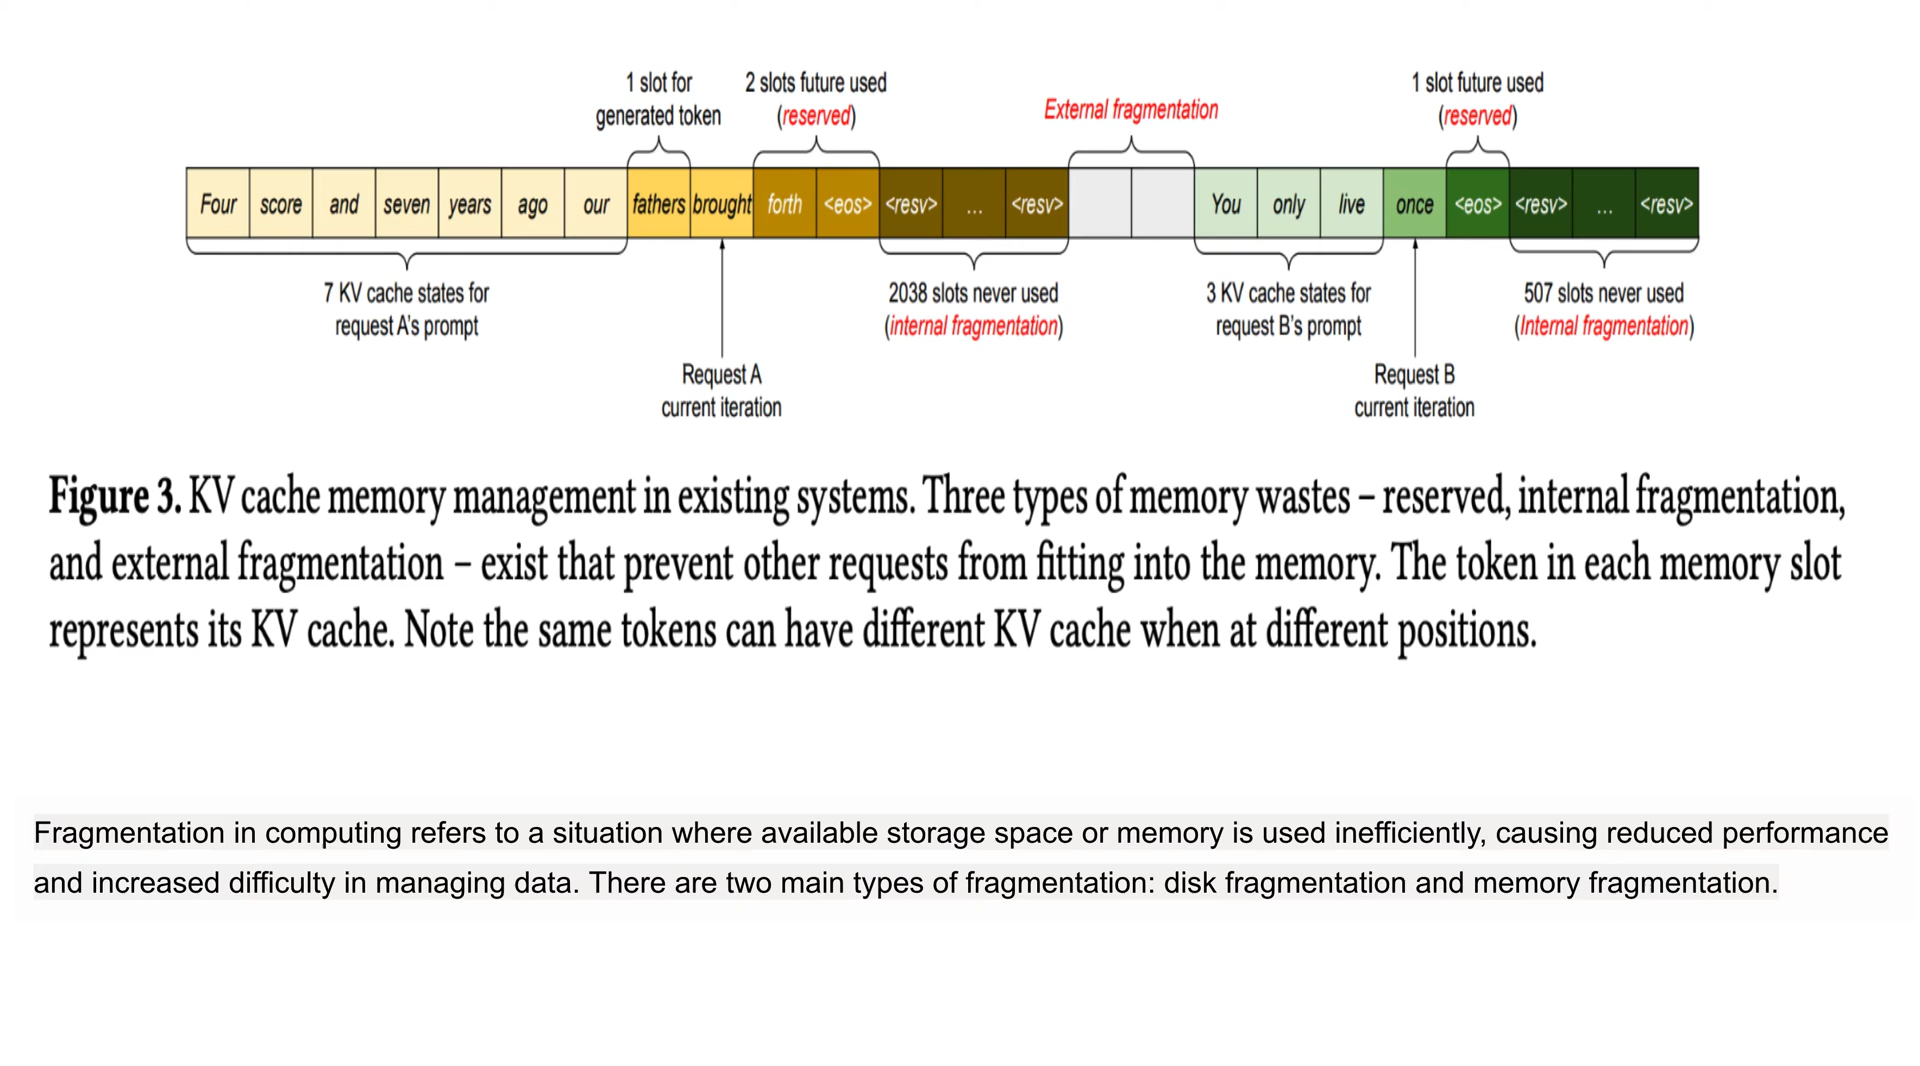 1 slot for
generated token
2 slots future used
(reserved)
External fragmentation
1 slot future used
(reserved)
Four score and seven years ago our fathers brought forth <eos> <resv> ... <resv> You only live once <eos> <resv> ... <resv>
7 KV cache states for
request A's prompt
2038 slots never used
(internal fragmentation)
3 KV cache states for
request B's prompt
507 slots never used
(Internal fragmentation)
Request A
current iteration
Request B
current iteration
Figure 3. KV cache memory management in existing systems. Three types of memory wastes – reserved, internal fragmentation,
and external fragmentation – exist that prevent other requests from fitting into the memory. The token in each memory slot
represents its KV cache. Note the same tokens can have different KV cache when at different positions.
Fragmentation in computing refers to a situation where available storage space or memory is used inefficiently, causing reduced performance
and increased difficulty in managing data. There are two main types of fragmentation: disk fragmentation and memory fragmentation.